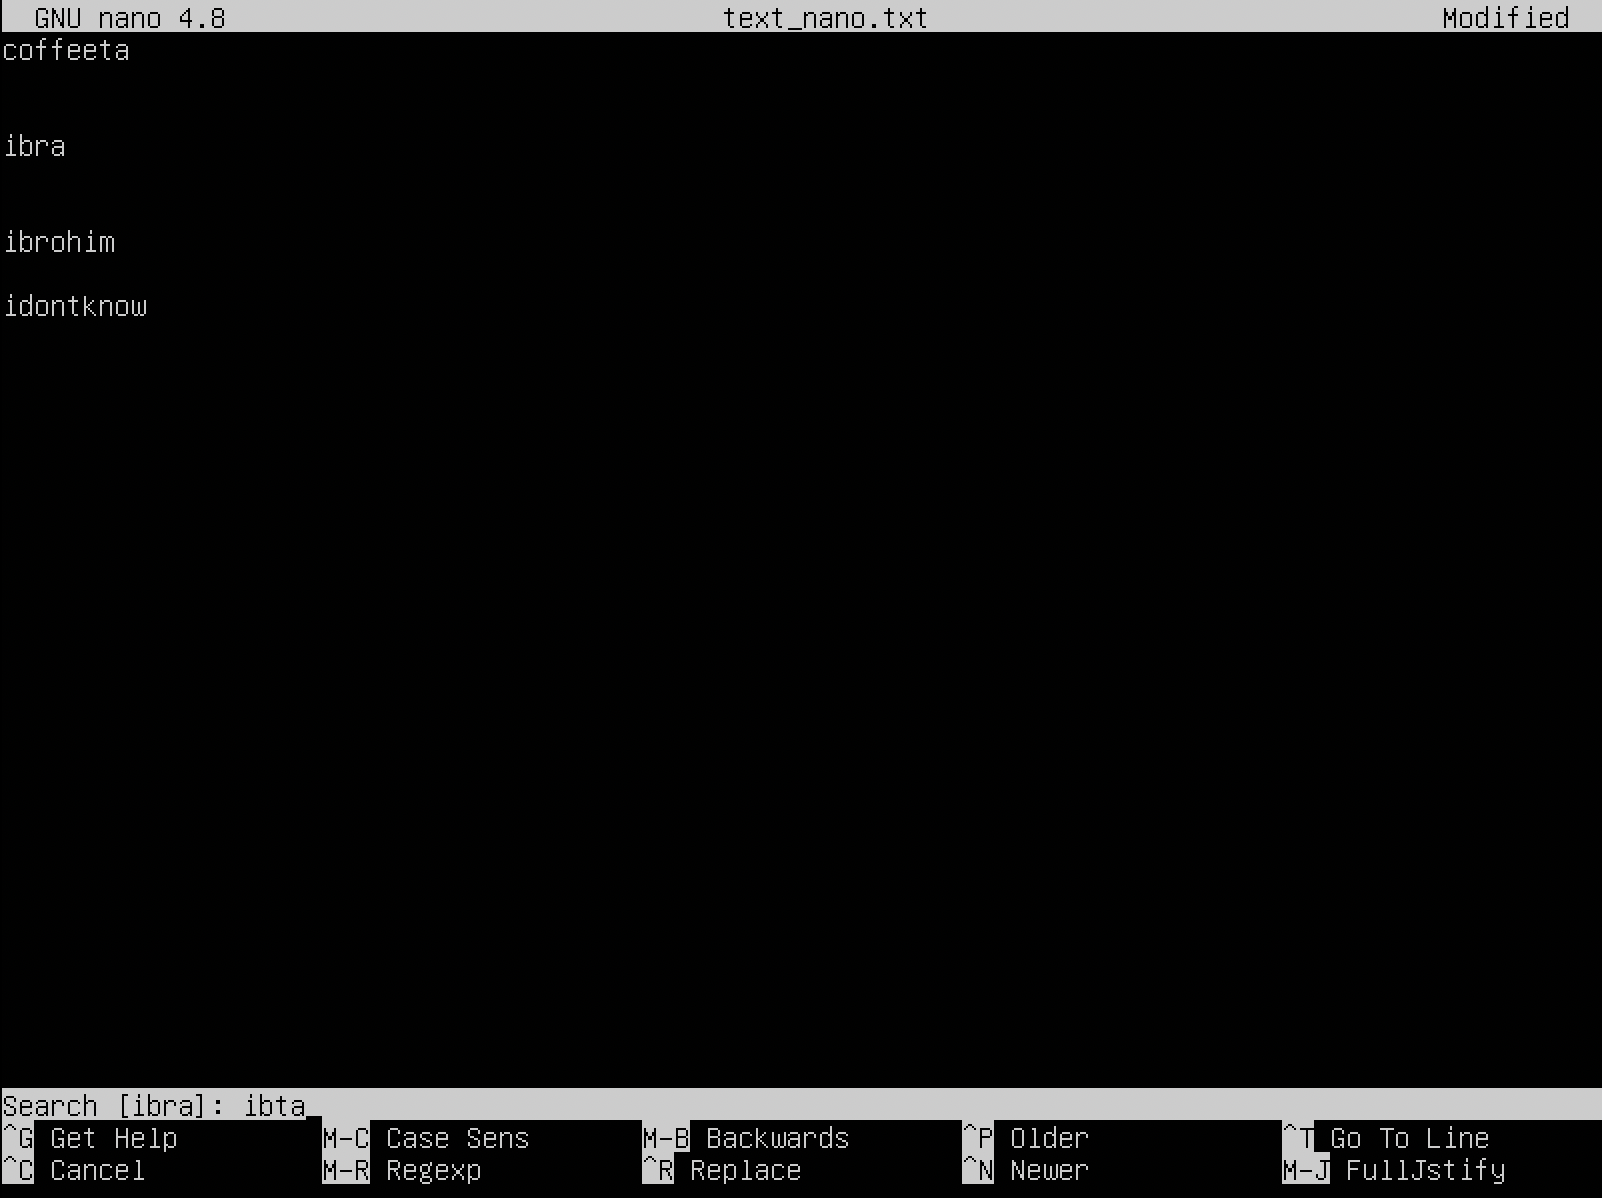 GNU nano 4.8 text_nano.txt Modified
coffeeta
ibra
ibrohim
idontknow
Search [ibra]: ibta
^G Get Help M-C Case Sens M-B Backwards ^P Older ^T Go To Line
^C Cancel M-R Regexp ^R Replace ^N Newer M-J FullJstify